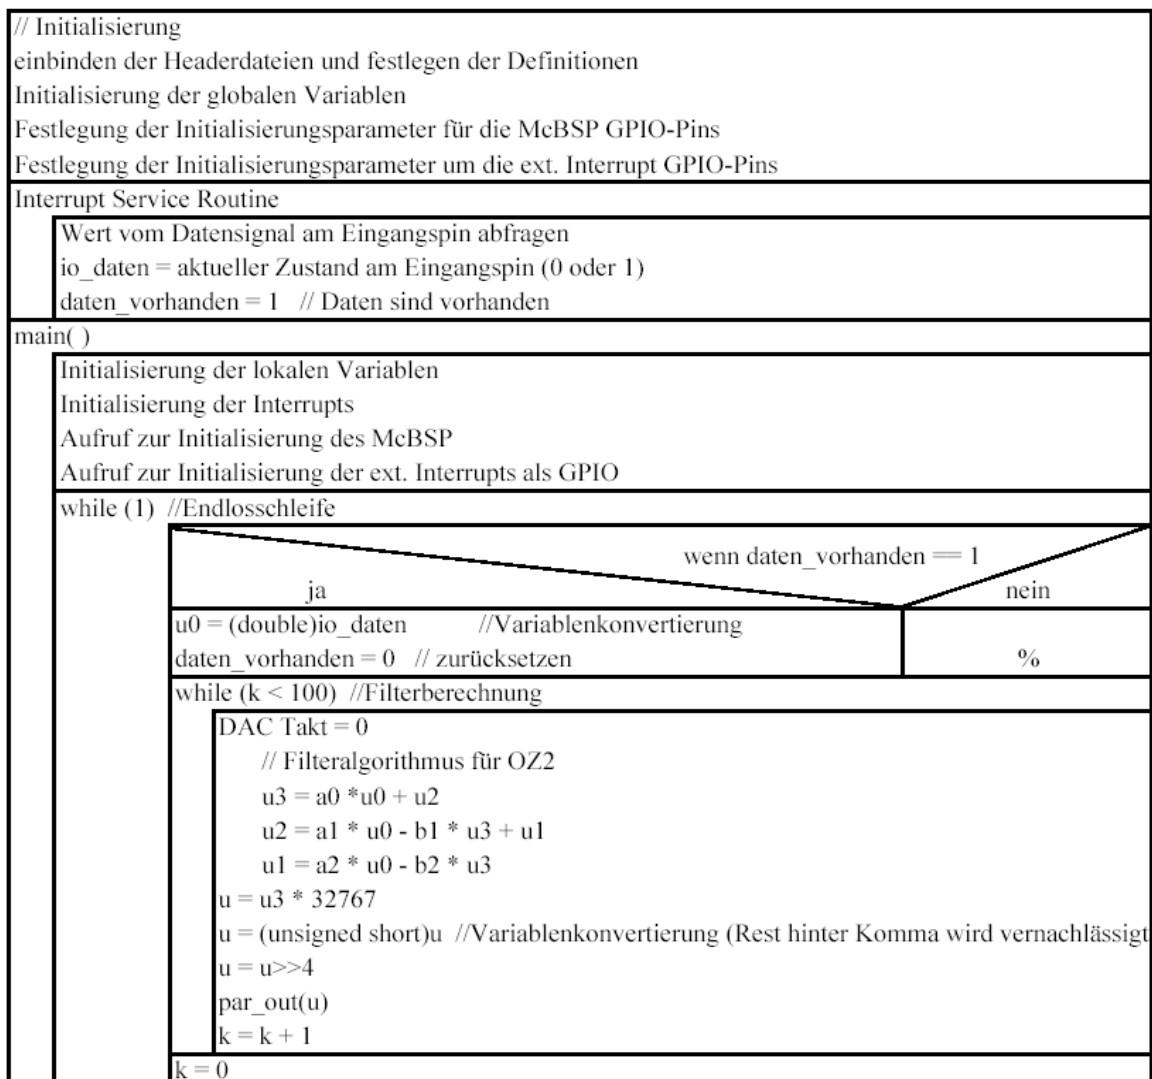 // Initialisierung
einbinden der Headerdateien und festlegen der Definitionen
Initialisierung der globalen Variablen
Festlegung der Initialisierungsparameter für die McBSP GPIO-Pins
Festlegung der Initialisierungsparameter um die ext. Interrupt GPIO-Pins
Interrupt Service Routine
Wert vom Datensignal am Eingangspin abfragen
io_daten = aktueller Zustand am Eingangspin (0 oder 1)
daten_vorhanden = 1 // Daten sind vorhanden
main( )
Initialisierung der lokalen Variablen
Initialisierung der Interrupts
Aufruf zur Initialisierung des McBSP
Aufruf zur Initialisierung der ext. Interrupts als GPIO
while (1) //Endlosschleife
wenn daten_vorhanden == 1
ja nein
u0 = (double)io_daten //Variablenkonvertierung
daten_vorhanden = 0 // zurücksetzen %
while (k < 100) //Filterberechnung
DAC Takt = 0
// Filteralgorithmus für OZ2
u3 = a0 *u0 + u2
u2 = a1 * u0 - b1 * u3 + u1
u1 = a2 * u0 - b2 * u3
u = u3 * 32767
u = (unsigned short)u //Variablenkonvertierung (Rest hinter Komma wird vernachlässigt
u = u>>4
par_out(u)
k = k + 1
k = 0